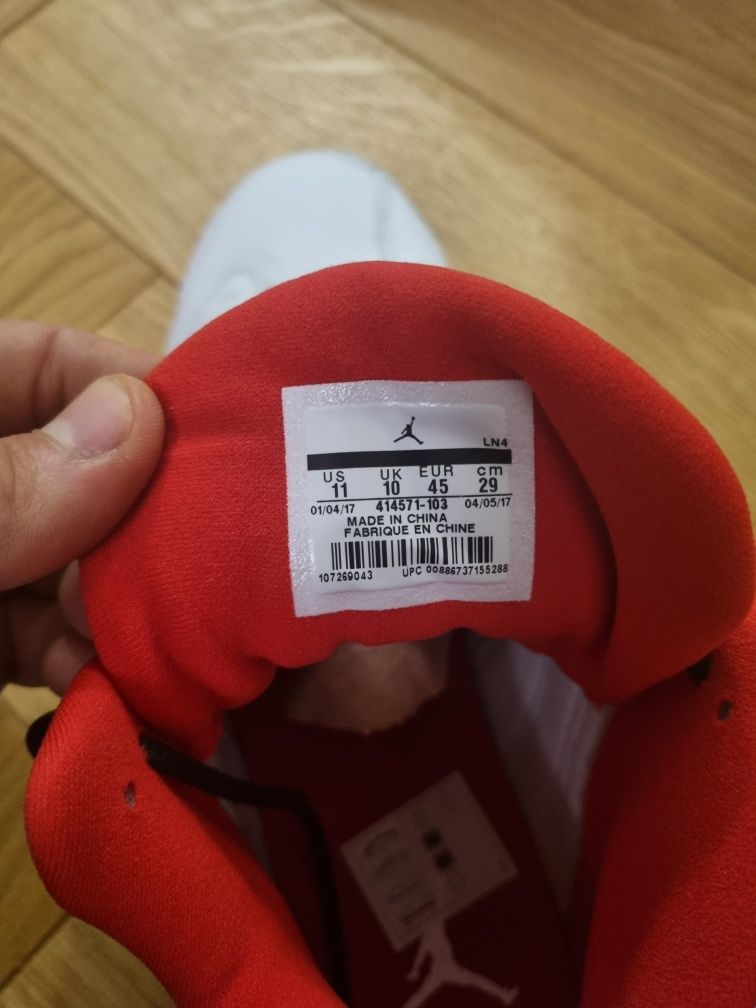 LN4
US UK EUR cm
11 10 45 29
01/04/17 414571-103 04/05/17
MADE IN CHINA
FABRIQUE EN CHINE
107269043 UPC 00886737155288